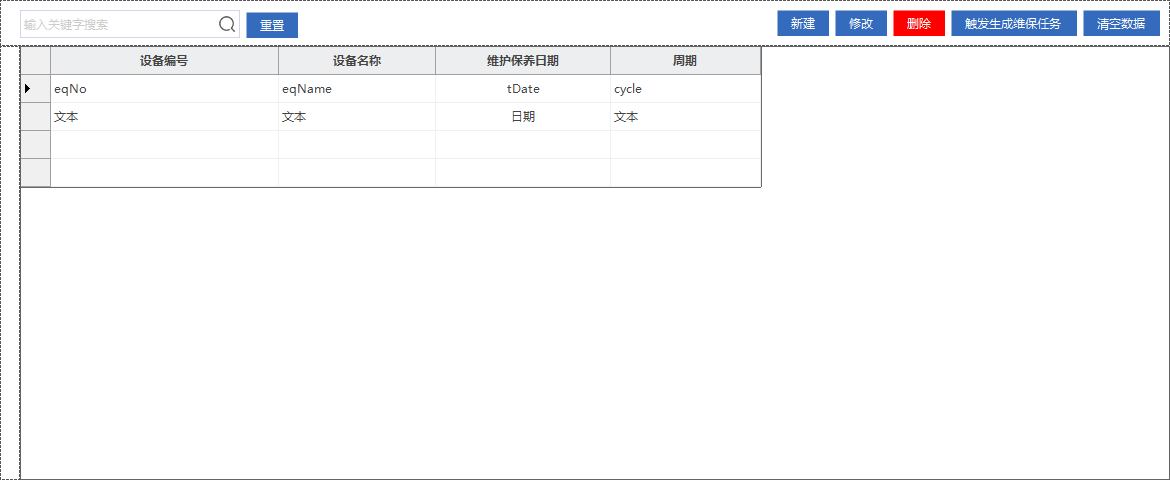 输入关键字搜索 重置 新建 修改 删除 触发生成维保任务 清空数据
设备编号 设备名称 维护保养日期 周期
eqNo eqName tDate cycle
文本 文本 日期 文本